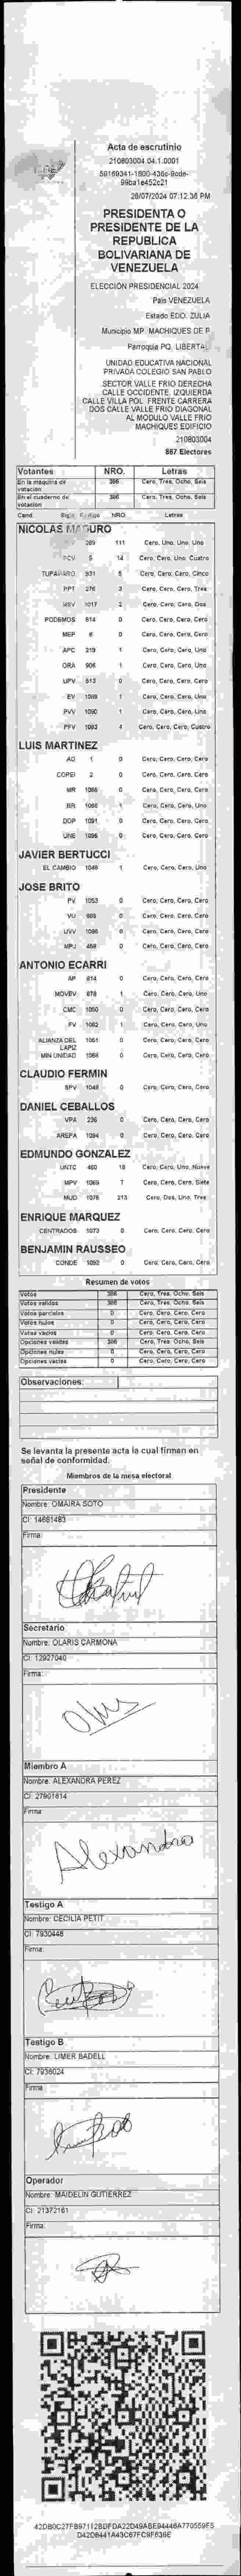 Acta de escrutinio
210803004.04.1.0001
59169341-1800-430c-9cde-
99ba1e452c21
28/07/2024 07:12:36 PM
PRESIDENTA O
PRESIDENTE DE LA
REPUBLICA
BOLIVARIANA DE
VENEZUELA
ELECCIÓN PRESIDENCIAL 2024
País VENEZUELA
Estado EDO. ZULIA
Municipio MP. MACHIQUES DE P
Parroquia PQ. LIBERTAD
UNIDAD EDUCATIVA NACIONAL
PRIVADA COLEGIO SAN PABLO
SECTOR VALLE FRIO DERECHA
CALLE OCCIDENTE. IZQUIERDA
CALLE VILLA POL. FRENTE CARRERA
DOS CALLE VALLE FRIO DIAGONAL
AL MODULO VALLE FRIO
MACHIQUES EDIFICIO
210803004
867 Electores
Votantes NRO. Letras
En la máquina de votación 386 Cero, Tres, Ocho, Seis
En el cuaderno de votación 386 Cero, Tres, Ocho, Seis
Cand. Sigla Código NRO. Letras
NICOLAS MADURO
289 111 Cero, Uno, Uno, Uno
PCV 5 14 Cero, Cero, Uno, Cuatro
TUPAMARO 931 5 Cero, Cero, Cero, Cinco
PPT 276 3 Cero, Cero, Cero, Tres
MSV 1017 2 Cero, Cero, Cero, Dos
PODEMOS 614 0 Cero, Cero, Cero, Cero
MEP 6 0 Cero, Cero, Cero, Cero
APC 219 1 Cero, Cero, Cero, Uno
ORA 906 1 Cero, Cero, Cero, Uno
UPV 513 0 Cero, Cero, Cero, Cero
EV 1089 1 Cero, Cero, Cero, Uno
PVV 1090 1 Cero, Cero, Cero, Uno
PFV 1093 4 Cero, Cero, Cero, Cuatro
LUIS MARTINEZ
AD 1 0 Cero, Cero, Cero, Cero
COPEI 2 0 Cero, Cero, Cero, Cero
MR 1066 0 Cero, Cero, Cero, Cero
BR 1068 1 Cero, Cero, Cero, Uno
DDP 1091 0 Cero, Cero, Cero, Cero
UNE 1096 0 Cero, Cero, Cero, Cero
JAVIER BERTUCCI
EL CAMBIO 1048 1 Cero, Cero, Cero, Uno
JOSE BRITO
PV 1053 0 Cero, Cero, Cero, Cero
VU 0 Cero, Cero, Cero, Cero
UVV 1086 0 Cero, Cero, Cero, Cero
MPJ 458 0 Cero, Cero, Cero, Cero
ANTONIO ECARRI
AP 814 0 Cero, Cero, Cero, Cero
MOVEV 878 1 Cero, Cero, Cero, Uno
CMC 1050 0 Cero, Cero, Cero, Cero
FV 1062 1 Cero, Cero, Cero, Uno
ALIANZA DEL LAPIZ 1061 0 Cero, Cero, Cero, Cero
MIN UNIDAD 1068 0 Cero, Cero, Cero, Cero
CLAUDIO FERMIN
SPV 1048 0 Cero, Cero, Cero, Cero
DANIEL CEBALLOS
VPA 236 0 Cero, Cero, Cero, Cero
AREPA 1094 0 Cero, Cero, Cero, Cero
EDMUNDO GONZALEZ
UNTC 460 19 Cero, Cero, Uno, Nueve
MPV 1069 7 Cero, Cero, Cero, Siete
MUD 1076 213 Cero, Dos, Uno, Tres
ENRIQUE MARQUEZ
CENTRADOS 1073 0 Cero, Cero, Cero, Cero
BENJAMIN RAUSSEO
CONDE 1092 0 Cero, Cero, Cero, Cero
Resumen de votos
Votos 386 Cero, Tres, Ocho, Seis
Votos válidos 386 Cero, Tres, Ocho, Seis
Votos parciales 0 Cero, Cero, Cero, Cero
Votos nulos 0 Cero, Cero, Cero, Cero
Votos vacíos 0 Cero, Cero, Cero, Cero
Opciones válidas 386 Cero, Tres, Ocho, Seis
Opciones nulas 0 Cero, Cero, Cero, Cero
Opciones vacías 0 Cero, Cero, Cero, Cero
Observaciones:
Se levanta la presente acta la cual firman en
señal de conformidad.
Miembros de la mesa electoral
Presidente
Nombre: OMAIRA SOTO
CI: 14681483
Firma:
Secretario
Nombre: OLARIS CARMONA
CI: 12927040
Firma:
Miembro A
Nombre: ALEXANDRA PEREZ
CI: 27901614
Firma:
Alexandra
Testigo A
Nombre: CECILIA PETIT
CI: 7930448
Firma:
Testigo B
Nombre: LIMER BADELL
CI: 7936024
Firma:
Operador
Nombre: MAIDELIN GUTIERREZ
CI: 21372161
Firma:
42DB0C27FB97112BDFDA22D49ABE94446A770559F5
D42D8441A43C67FC9F636E